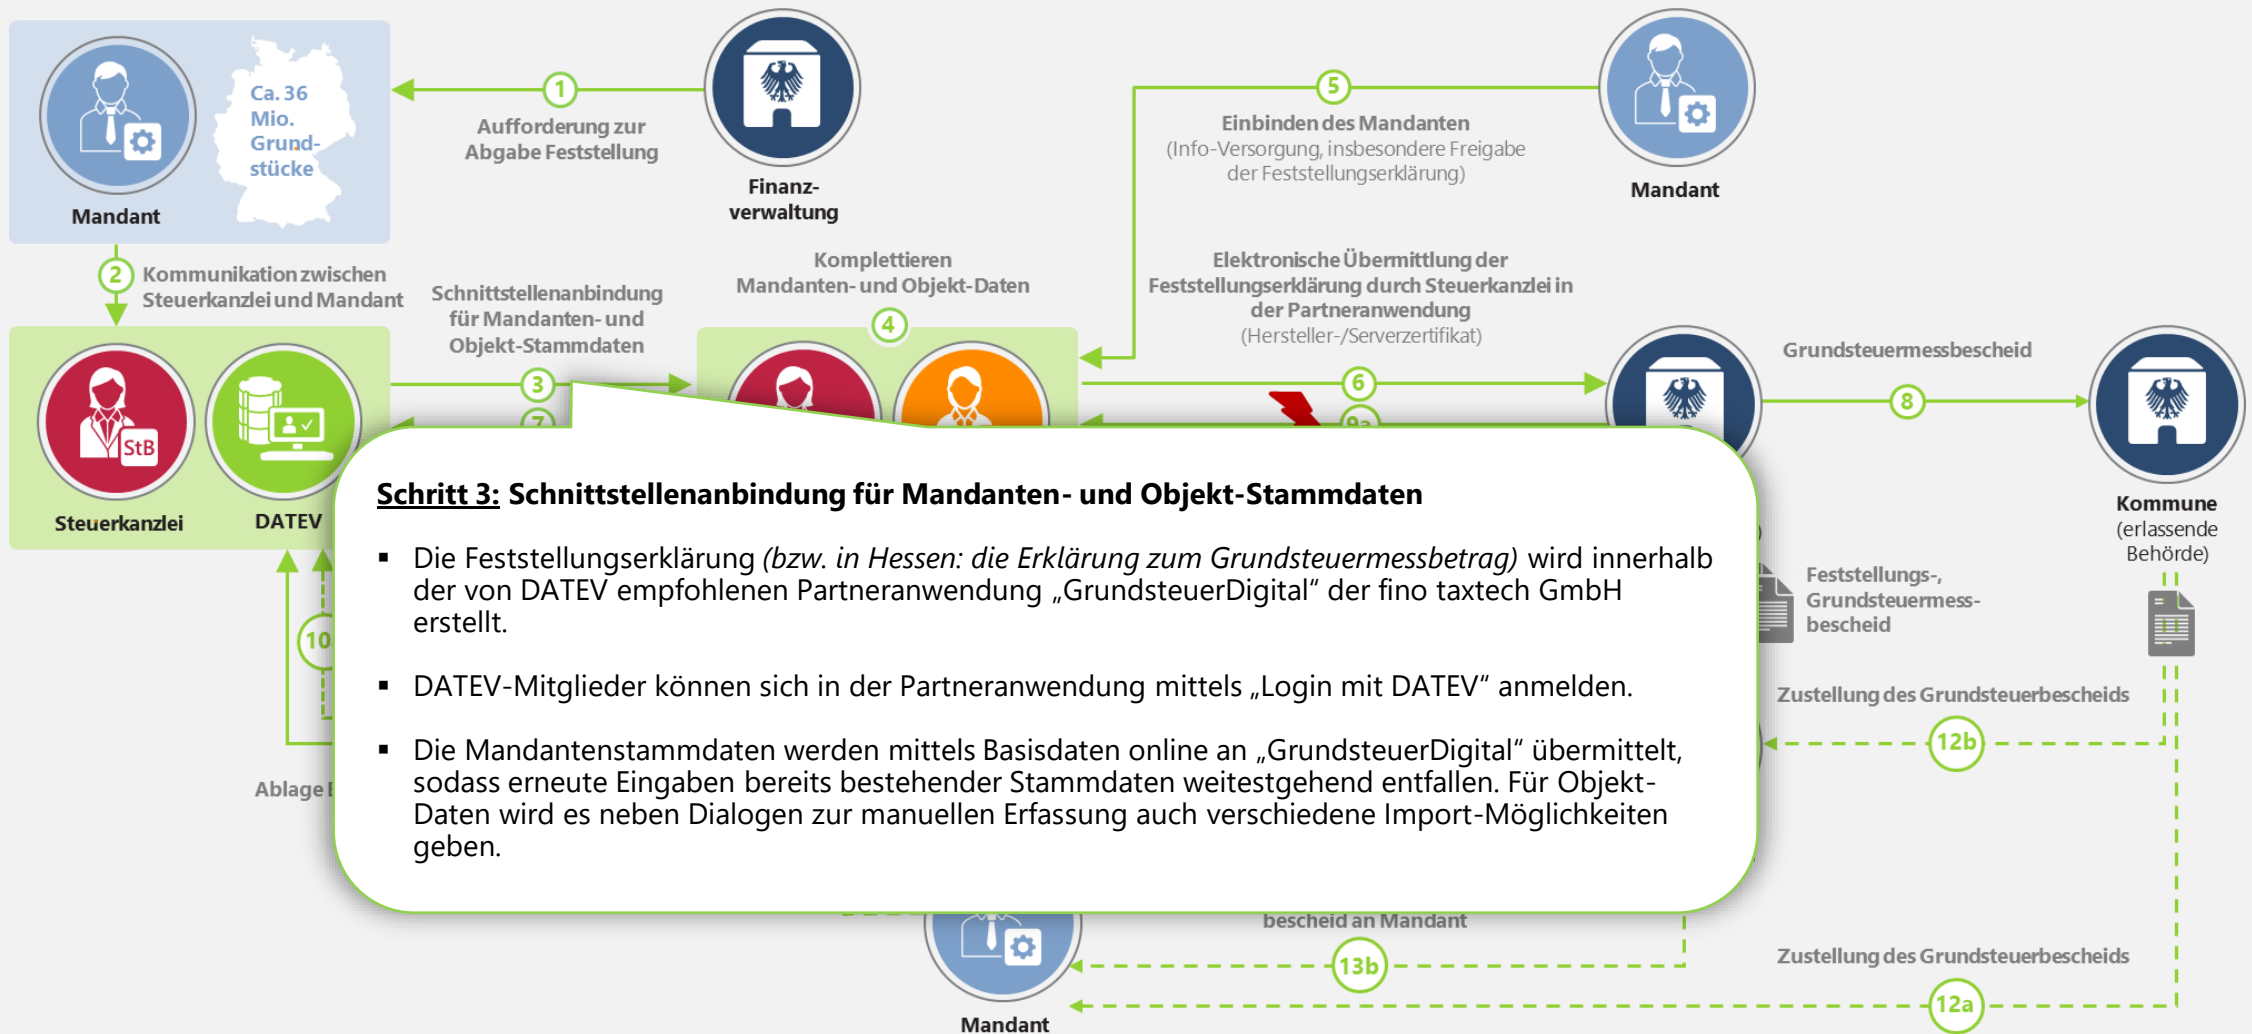 Ca. 36
Mio.
Grund-
stücke
Mandant
1
Aufforderung zur
Abgabe Feststellung
Finanz-
verwaltung
5
Einbinden des Mandanten
(Info-Versorgung, insbesondere Freigabe
der Feststellungserklärung)
Mandant
2
Kommunikation zwischen
Steuerkanzlei und Mandant
Schnittstellenanbindung
für Mandanten- und
Objekt-Stammdaten
3
7
Komplettieren
Mandanten- und Objekt-Daten
4
Elektronische Übermittlung der
Feststellungserklärung durch Steuerkanzlei in
der Partneranwendung
(Hersteller-/Serverzertifikat)
6
9a
Grundsteuermessbescheid
8
StB
Steuerkanzlei
DATEV
Kommune
(erlassende
Behörde)
Schritt 3: Schnittstellenanbindung für Mandanten- und Objekt-Stammdaten
▪ Die Feststellungserklärung (bzw. in Hessen: die Erklärung zum Grundsteuermessbetrag) wird innerhalb
der von DATEV empfohlenen Partneranwendung „GrundsteuerDigital“ der fino taxtech GmbH
erstellt.
▪ DATEV-Mitglieder können sich in der Partneranwendung mittels „Login mit DATEV“ anmelden.
▪ Die Mandantenstammdaten werden mittels Basisdaten online an „GrundsteuerDigital“ übermittelt,
sodass erneute Eingaben bereits bestehender Stammdaten weitestgehend entfallen. Für Objekt-
Daten wird es neben Dialogen zur manuellen Erfassung auch verschiedene Import-Möglichkeiten
geben.
10
Ablage
Feststellungs-,
Grundsteuermess-
bescheid
Zustellung des Grundsteuerbescheids
12b
bescheid an Mandant
13b
Zustellung des Grundsteuerbescheids
12a
Mandant